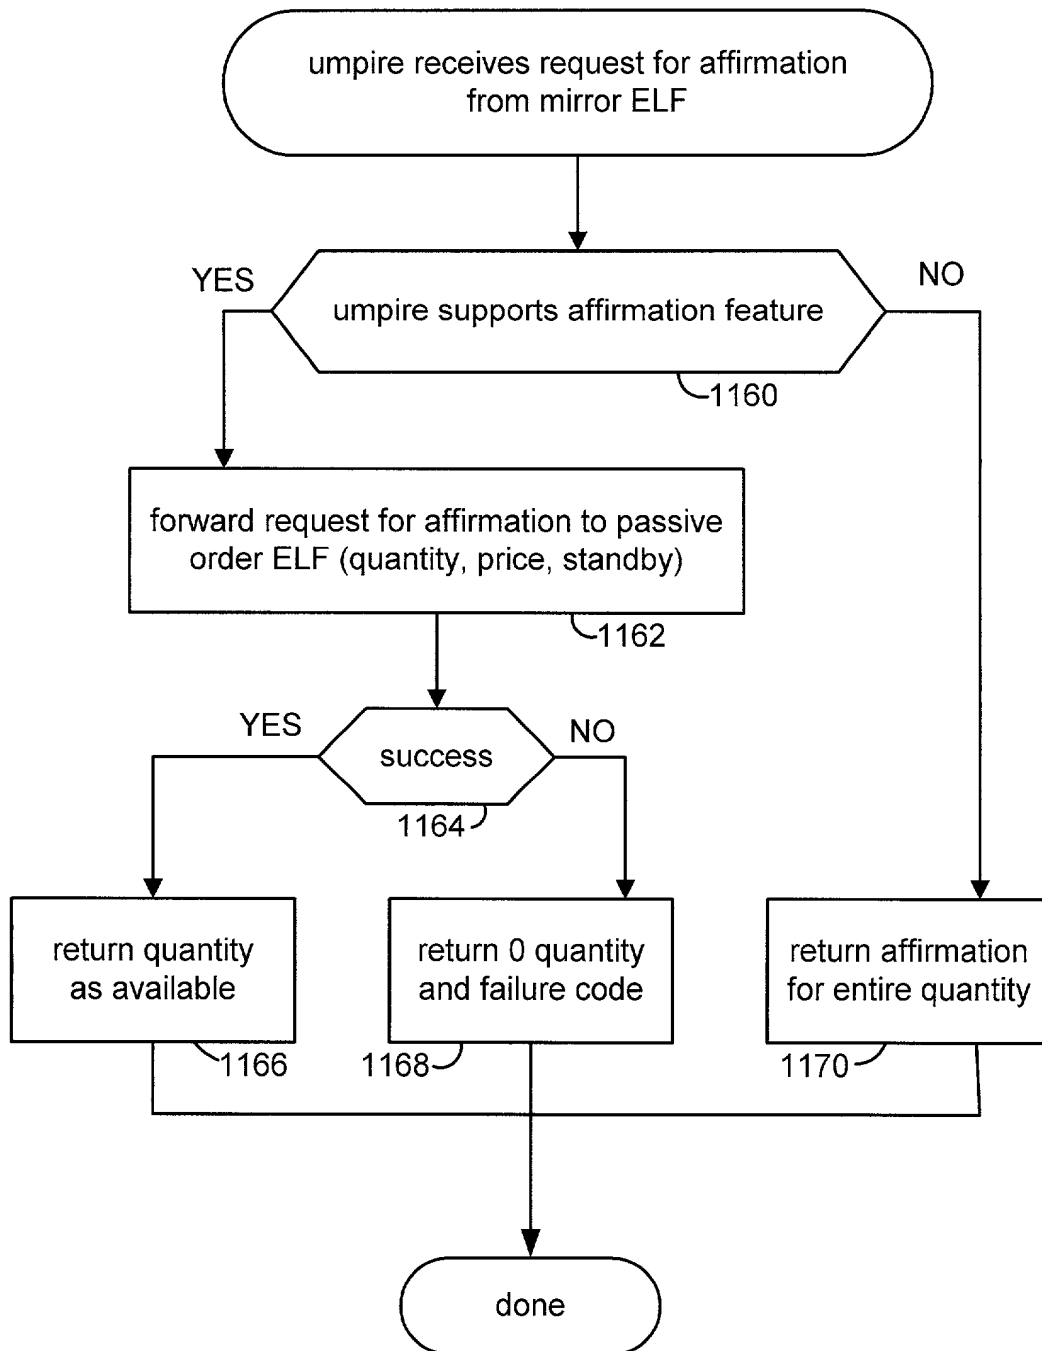 umpire receives request for affirmation
from mirror ELF
YES
NO
umpire supports affirmation feature
1160
forward request for affirmation to passive
order ELF (quantity, price, standby)
1162
YES
NO
success
1164
return quantity
as available
1166
return 0 quantity
and failure code
1168
return affirmation
for entire quantity
1170
done